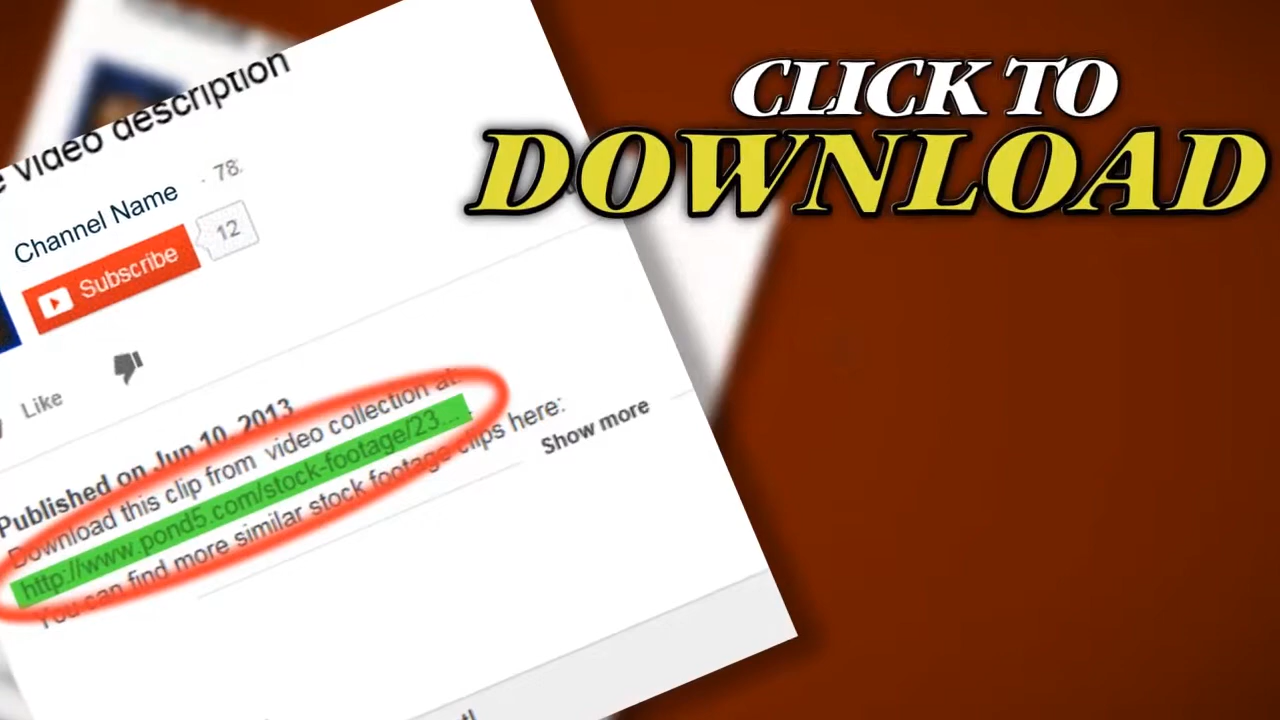 CLICK TO
DOWNLOAD
video description
Channel Name
78
Subscribe
12
Like
Published on Jun 10, 2013
Download this clip from video collection at:
http://www.pond5.com/stock-footage/23... .
You can find more similar stock footage clips here:
Show more